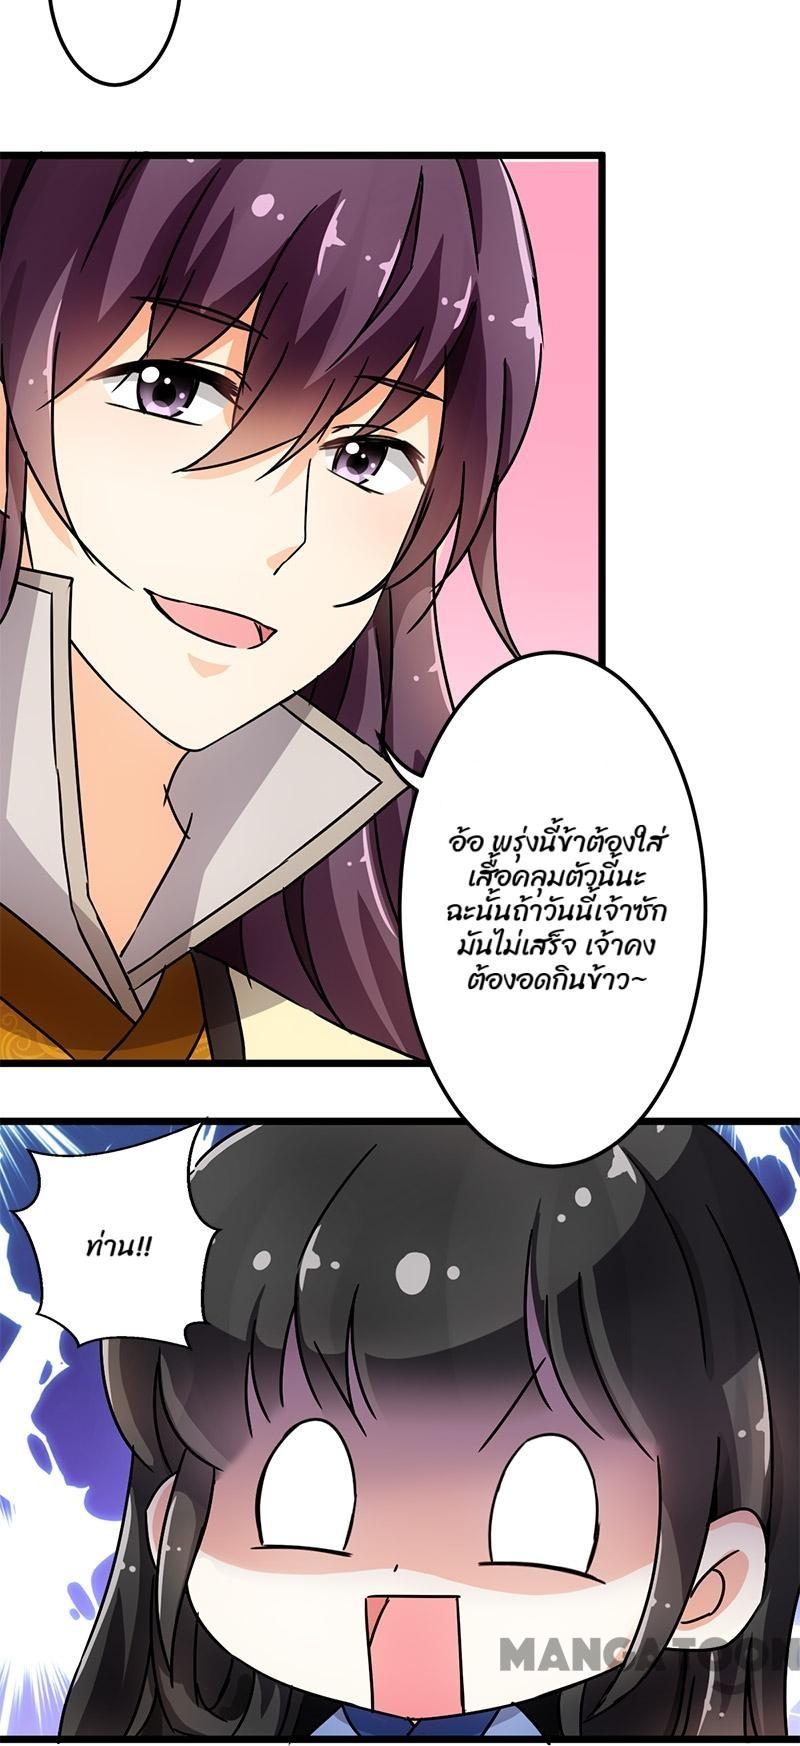 อ้อ พรุ่งนี้ข้าต้องใส่
เสื้อคลุมตัวนี้นะ
ฉะนั้นถ้าวันนี้เจ้าซัก
มันไม่เสร็จ เจ้าคง
ต้องอดกินข้าว~
ท่าน!!
MANGATOON